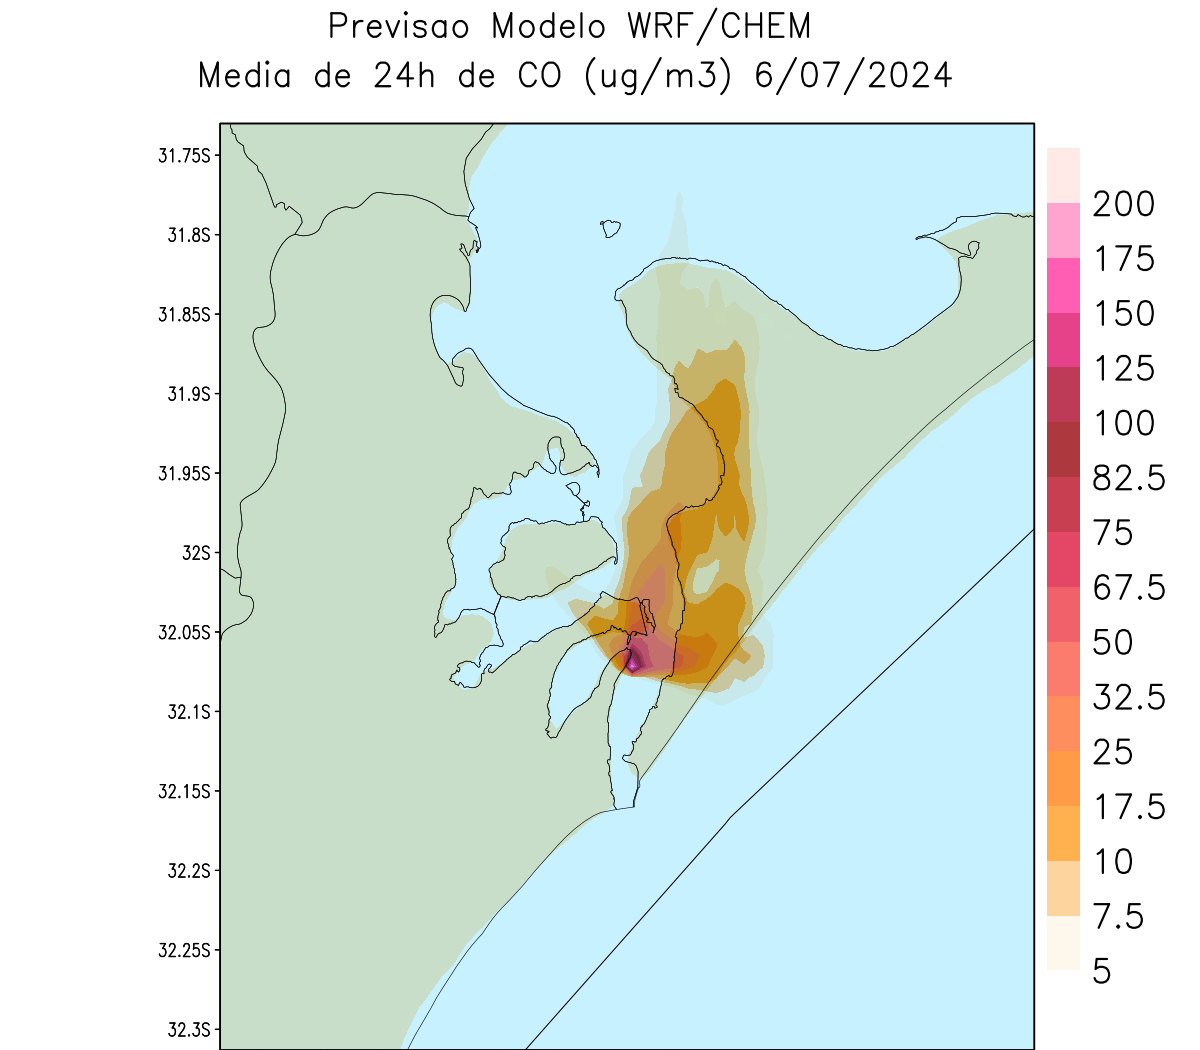 Previsao Modelo WRF/CHEM
Media de 24h de CO (ug/m3) 6/07/2024
31.75S
31.8S
31.85S
31.9S
31.95S
32S
32.05S
32.1S
32.15S
32.2S
32.25S
32.3S
200
175
150
125
100
82.5
75
67.5
50
32.5
25
17.5
10
7.5
5